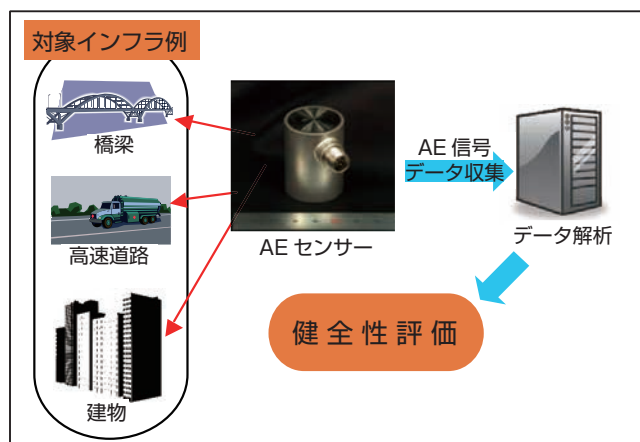 対象インフラ例
橋梁
高速道路
建物
AE センサー
AE 信号
データ収集
データ解析
健全性評価